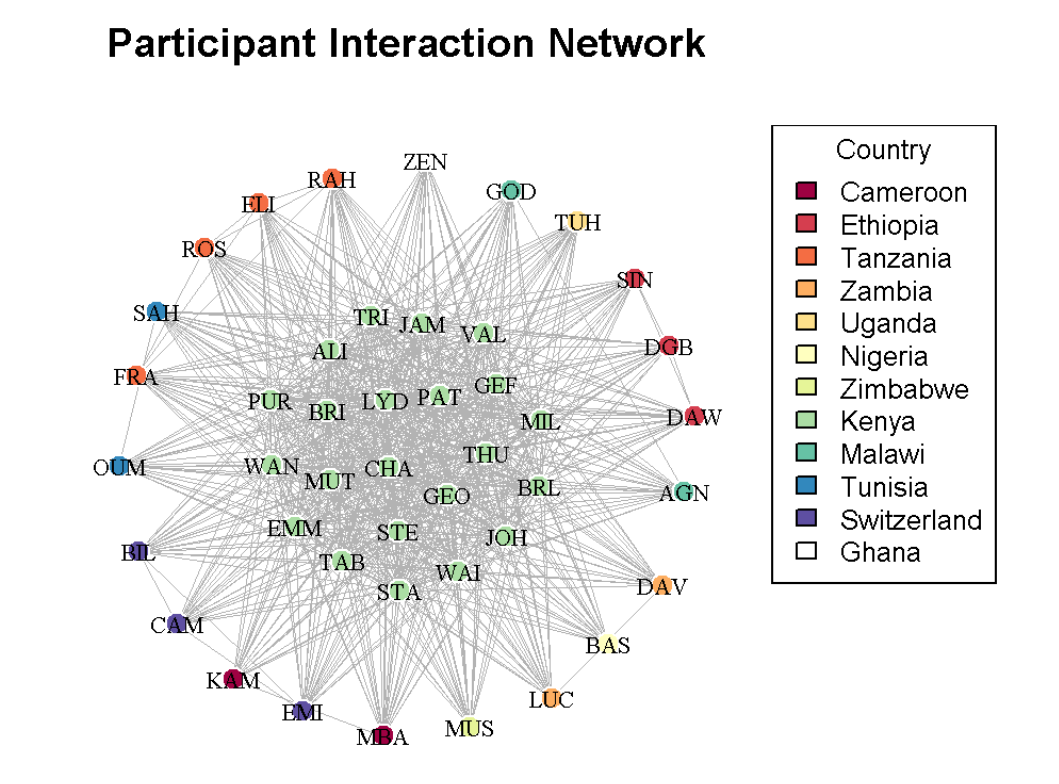 Participant Interaction Network
ZEN
RAH
GOD
ELI
TUH
ROS
SIN
SAH
TRI
JAM
VAL
DGB
ALI
FRA
GEF
PUR
LYD
PAT
BRI
MIL
DAW
THU
OUM
WAN
CHA
MUT
BRL
AGN
GEO
EMM
STE
JOH
BIL
TAB
WAI
STA
DAV
CAM
BAS
KAM
LUC
EMI
MUS
MBA
Country
Cameroon
Ethiopia
Tanzania
Zambia
Uganda
Nigeria
Zimbabwe
Kenya
Malawi
Tunisia
Switzerland
Ghana